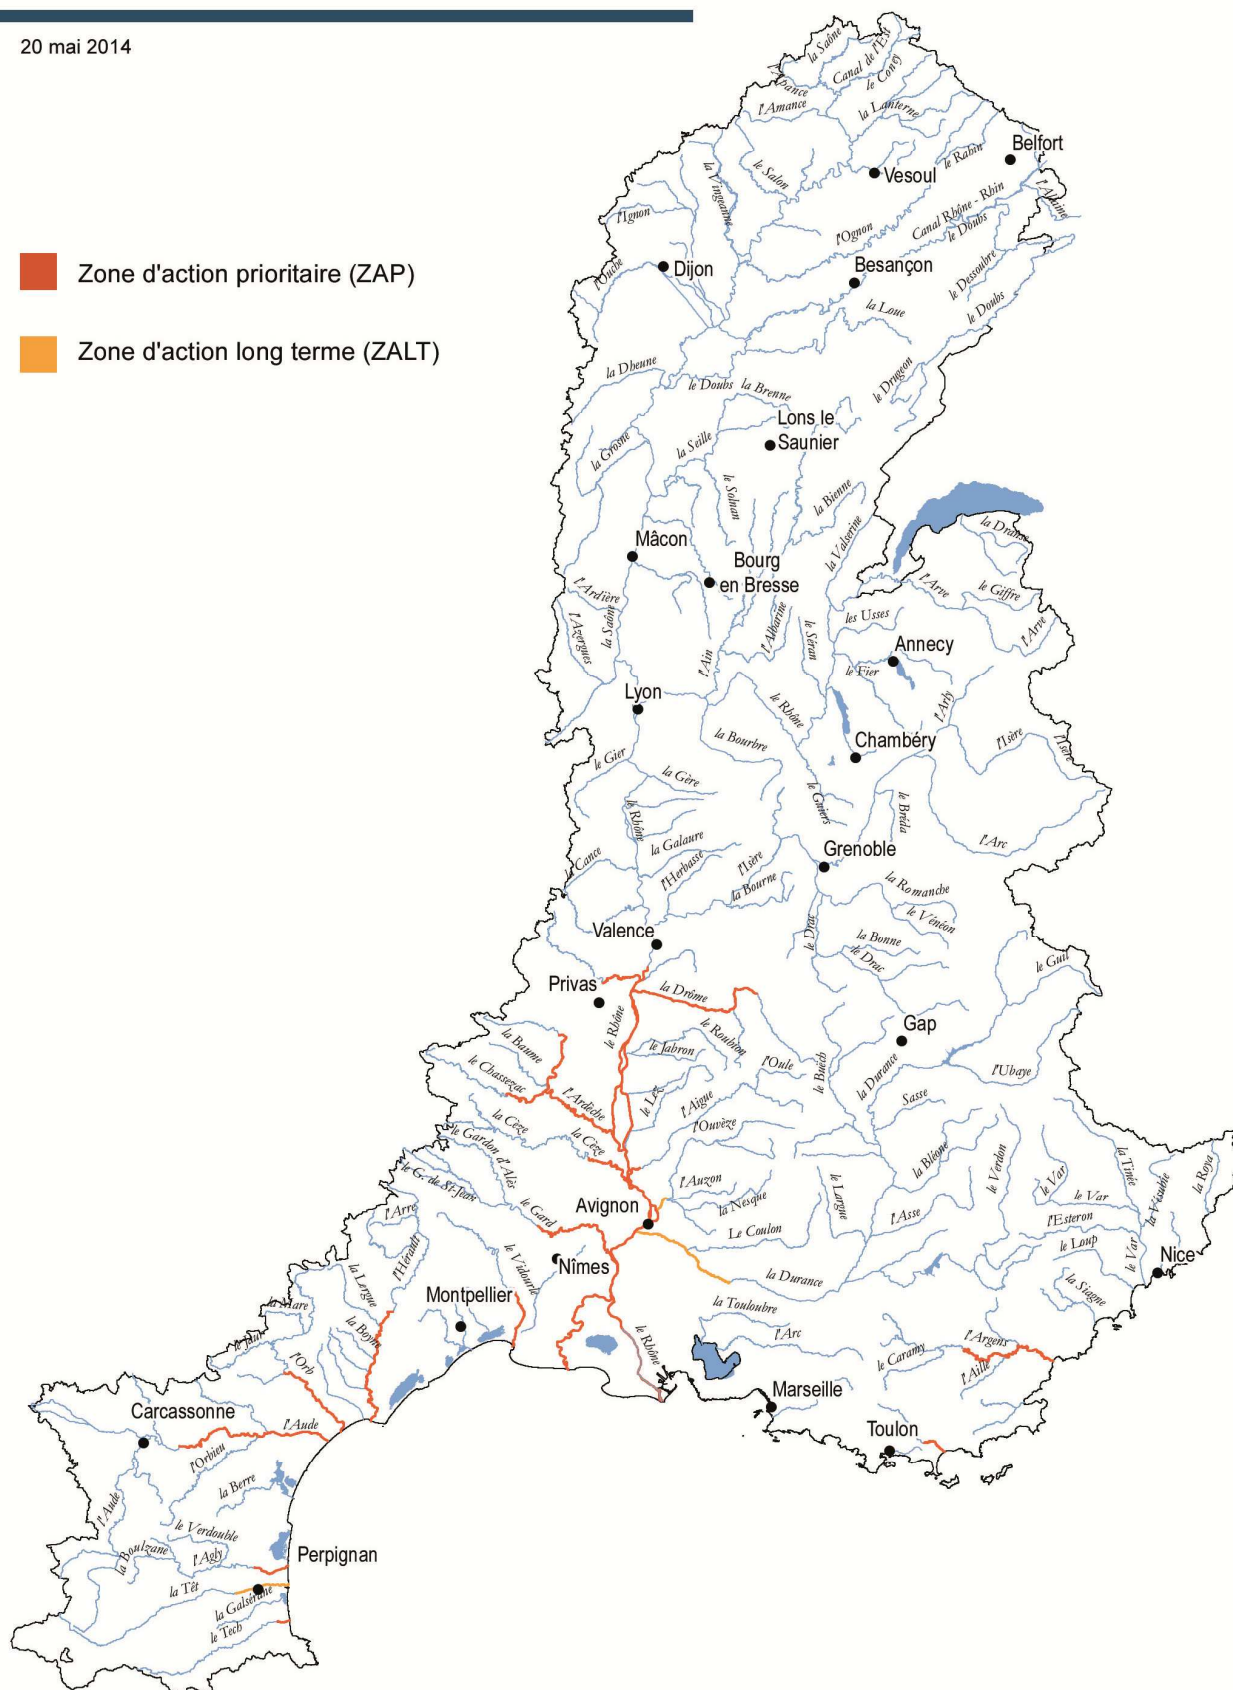 20 mai 2014
Zone d'action prioritaire (ZAP)
Zone d'action long terme (ZALT)
la Saône
Canal de l'Est
le Coney
l'Amance
la Lanterne
le Rahin
Belfort
le Salon
Vesoul
la Vingeanne
l'Ignon
l'Ognon
Canal Rhône - Rhin
le Doubs
l'Allaine
l'Ouche
Dijon
Besançon
le Dessoubre
le Doubs
la Loue
la Dheune
le Doubs
la Brenne
le Drugeon
Lons le
Saunier
la Grosne
la Seille
le Solnan
la Bienne
la Valserine
la Dranse
Mâcon
Bourg
en Bresse
l'Ardière
l'Azergues
la Saône
l'Albarine
le Séran
l'Arve
le Giffre
les Usses
l'Arve
Annecy
l'Ain
le Fier
Lyon
le Rhône
l'Arly
la Bourbre
Chambéry
l'Isère
l'Isère
le Gier
la Gère
le Rhône
le Guiers
le Bréda
la Galaure
l'Arc
la Cance
l'Herbasse
l'Isère
la Bourne
Grenoble
la Romanche
le Vénéon
Valence
le Drac
la Bonne
le Drac
le Guil
Privas
la Drôme
le Rhône
le Roubion
Gap
la Baume
le Jabron
l'Oule
le Buëch
la Durance
l'Ubaye
le Chassezac
l'Ardèche
le Lez
l'Aigue
Sasse
la Cèze
la Cèze
l'Ouvèze
le Gardon d'Alès
le G. de St-Jean
la Bléone
le Verdon
le Var
la Tinée
la Vésubie
la Roya
l'Auzon
la Nesque
le Largue
le Var
Avignon
l'Arre
le Gard
Le Coulon
l'Asse
l'Esteron
le Loup
le Var
l'Hérault
le Vidourle
Nîmes
la Durance
Nice
la Lergue
Montpellier
la Siagne
la Mare
la Touloubre
le Jaur
la Boyne
le Rhône
l'Arc
l'Argens
l'Orb
le Caramy
l'Aille
Marseille
Carcassonne
l'Aude
Toulon
l'Orbieu
la Berre
l'Aude
le Verdouble
la Boulzane
l'Agly
Perpignan
la Têt
le Tech